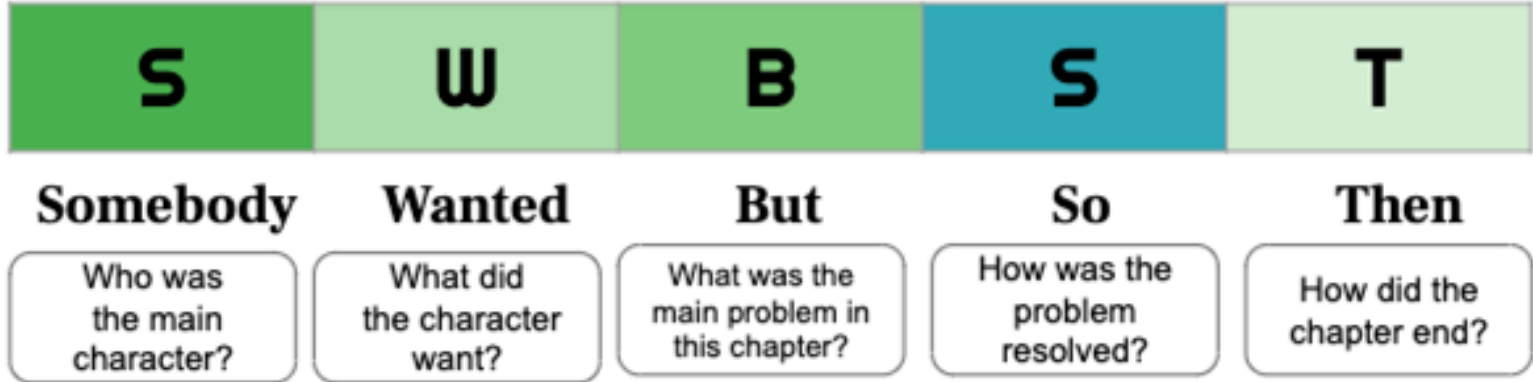 S W B S T
Somebody Wanted But So Then
Who was
the main
character?
What did
the character
want?
What was the
main problem in
this chapter?
How was the
problem
resolved?
How did the
chapter end?